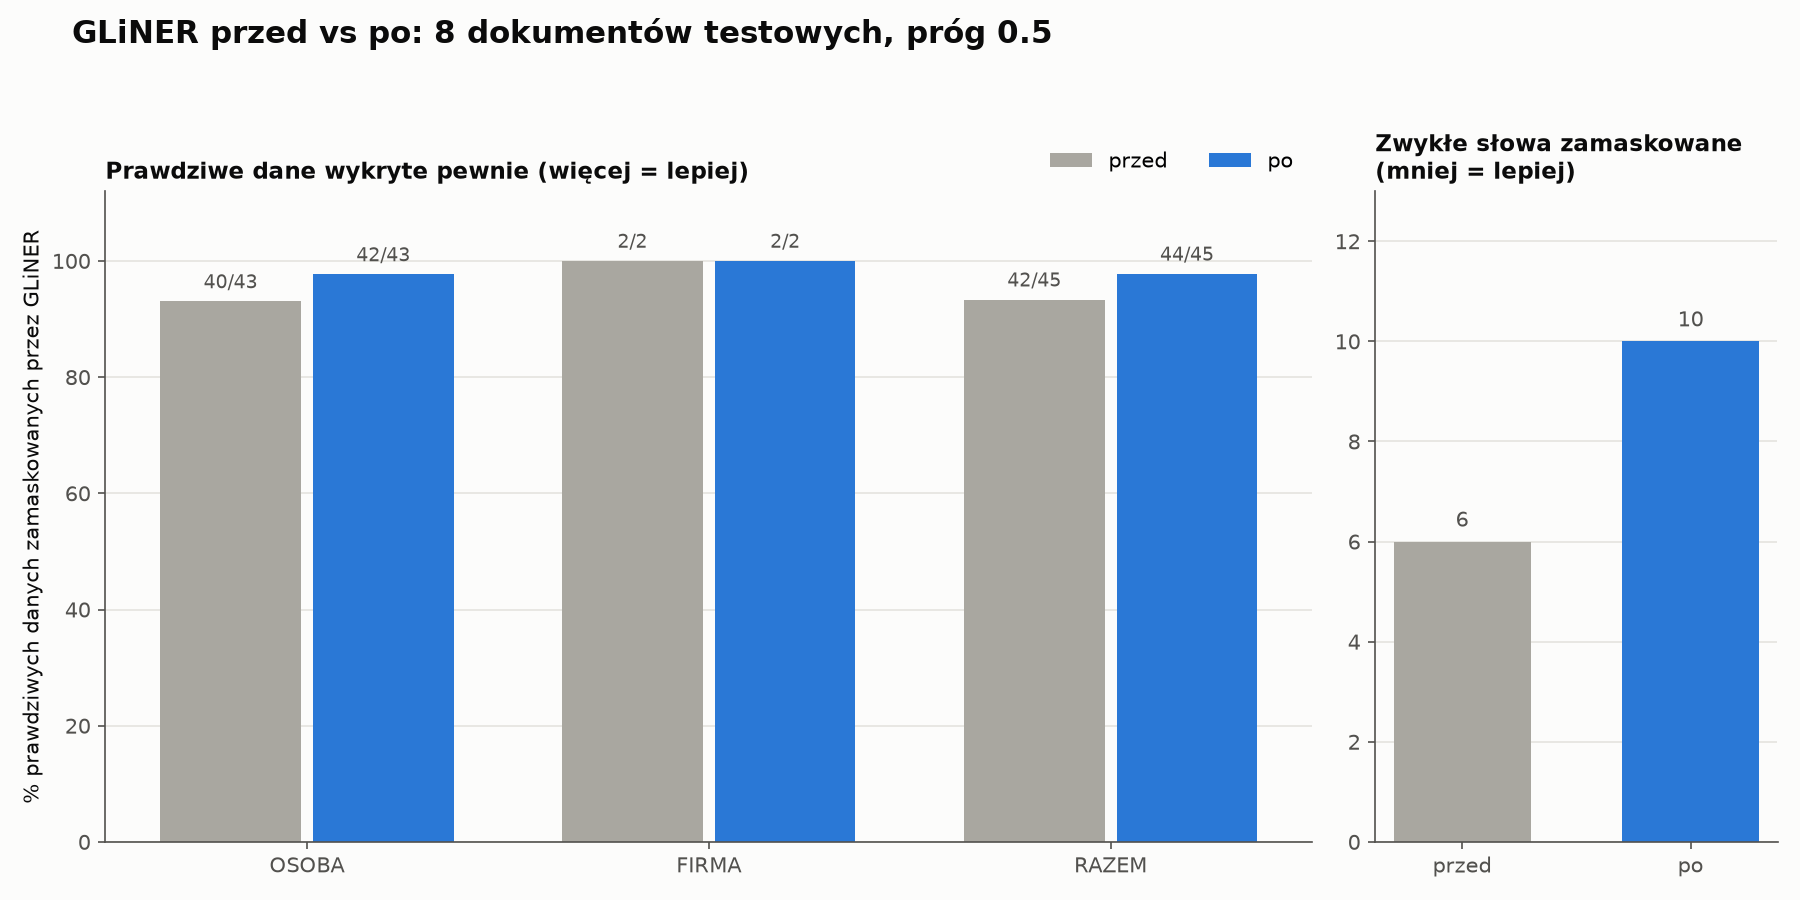 GLiNER przed vs po: 8 dokumentów testowych, próg 0.5
Prawdziwe dane wykryte pewnie (więcej = lepiej)
przed
po
% prawdziwych danych zamaskowanych przez GLiNER
100
80
60
40
20
0
40/43
42/43
2/2
2/2
42/45
44/45
OSOBA
FIRMA
RAZEM
Zwykłe słowa zamaskowane
(mniej = lepiej)
12
10
8
6
4
2
0
6
10
przed
po